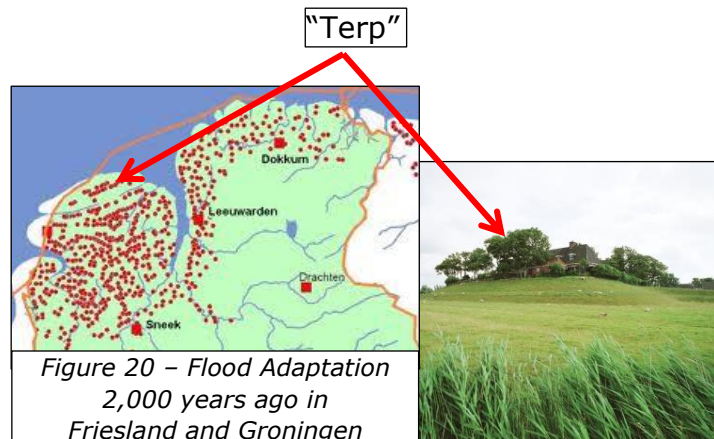 “Terp”
Dokkum
Leeuwarden
Drachten
Sneek
Figure 20 – Flood Adaptation
2,000 years ago in
Friesland and Groningen